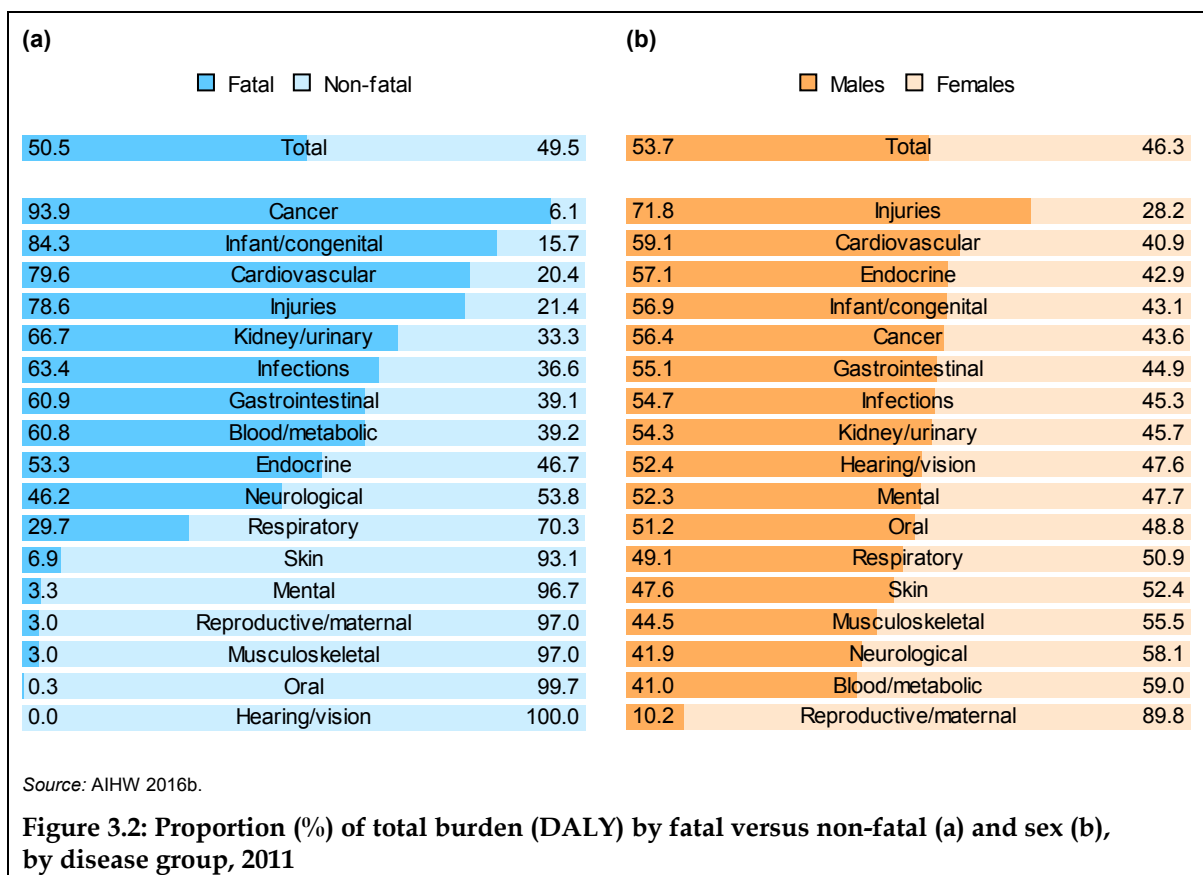 (a)
Fatal Non-fatal
50.5 Total 49.5
93.9 Cancer 6.1
84.3 Infant/congenital 15.7
79.6 Cardiovascular 20.4
78.6 Injuries 21.4
66.7 Kidney/urinary 33.3
63.4 Infections 36.6
60.9 Gastrointestinal 39.1
60.8 Blood/metabolic 39.2
53.3 Endocrine 46.7
46.2 Neurological 53.8
29.7 Respiratory 70.3
6.9 Skin 93.1
3.3 Mental 96.7
3.0 Reproductive/maternal 97.0
3.0 Musculoskeletal 97.0
0.3 Oral 99.7
0.0 Hearing/vision 100.0
(b)
Males Females
53.7 Total 46.3
71.8 Injuries 28.2
59.1 Cardiovascular 40.9
57.1 Endocrine 42.9
56.9 Infant/congenital 43.1
56.4 Cancer 43.6
55.1 Gastrointestinal 44.9
54.7 Infections 45.3
54.3 Kidney/urinary 45.7
52.4 Hearing/vision 47.6
52.3 Mental 47.7
51.2 Oral 48.8
49.1 Respiratory 50.9
47.6 Skin 52.4
44.5 Musculoskeletal 55.5
41.9 Neurological 58.1
41.0 Blood/metabolic 59.0
10.2 Reproductive/maternal 89.8
Source: AIHW 2016b.
Figure 3.2: Proportion (%) of total burden (DALY) by fatal versus non-fatal (a) and sex (b),
by disease group, 2011